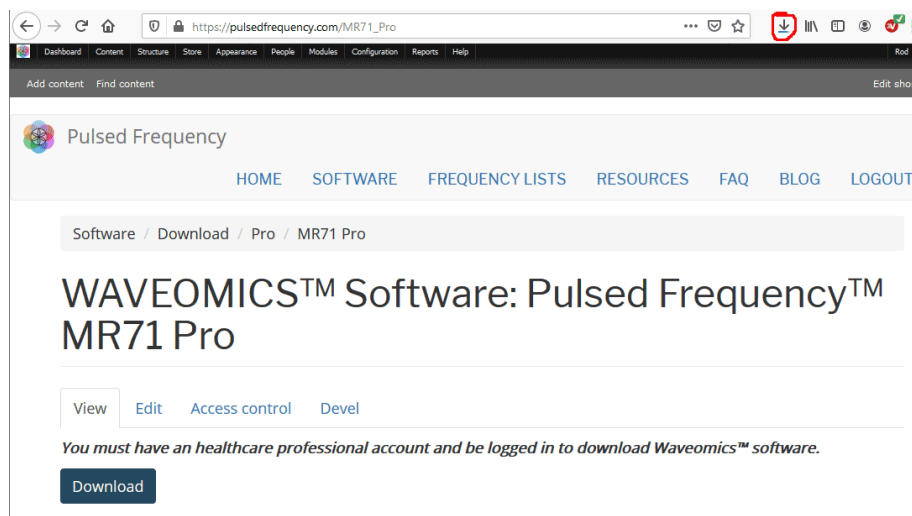 https://pulsedfrequency.com/MR71_Pro
Dashboard Content Structure Store Appearance People Modules Configuration Reports Help Rod
Add content Find content Edit sho
Pulsed Frequency
HOME SOFTWARE FREQUENCY LISTS RESOURCES FAQ BLOG LOGOUT
Software / Download / Pro / MR71 Pro
WAVEOMICS™ Software: Pulsed Frequency™
MR71 Pro
View Edit Access control Devel
You must have an healthcare professional account and be logged in to download Waveomics™ software.
Download